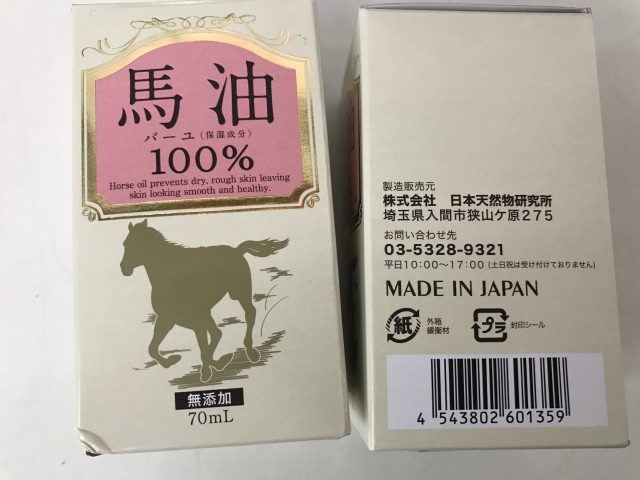 馬油
バーユ(保湿成分)
100%
Horse oil prevents dry, rough skin leaving
skin looking smooth and healthy.
無添加
70mL
製造販売元
株式会社 日本天然物研究所
埼玉県入間市狭山ケ原275
お問い合わせ先
03-5328-9321
平日10:00～17:00(土日祝は受け付けておりません)
MADE IN JAPAN
紙 外箱
緩衝材
プラ 封印シール
4 543802 601359